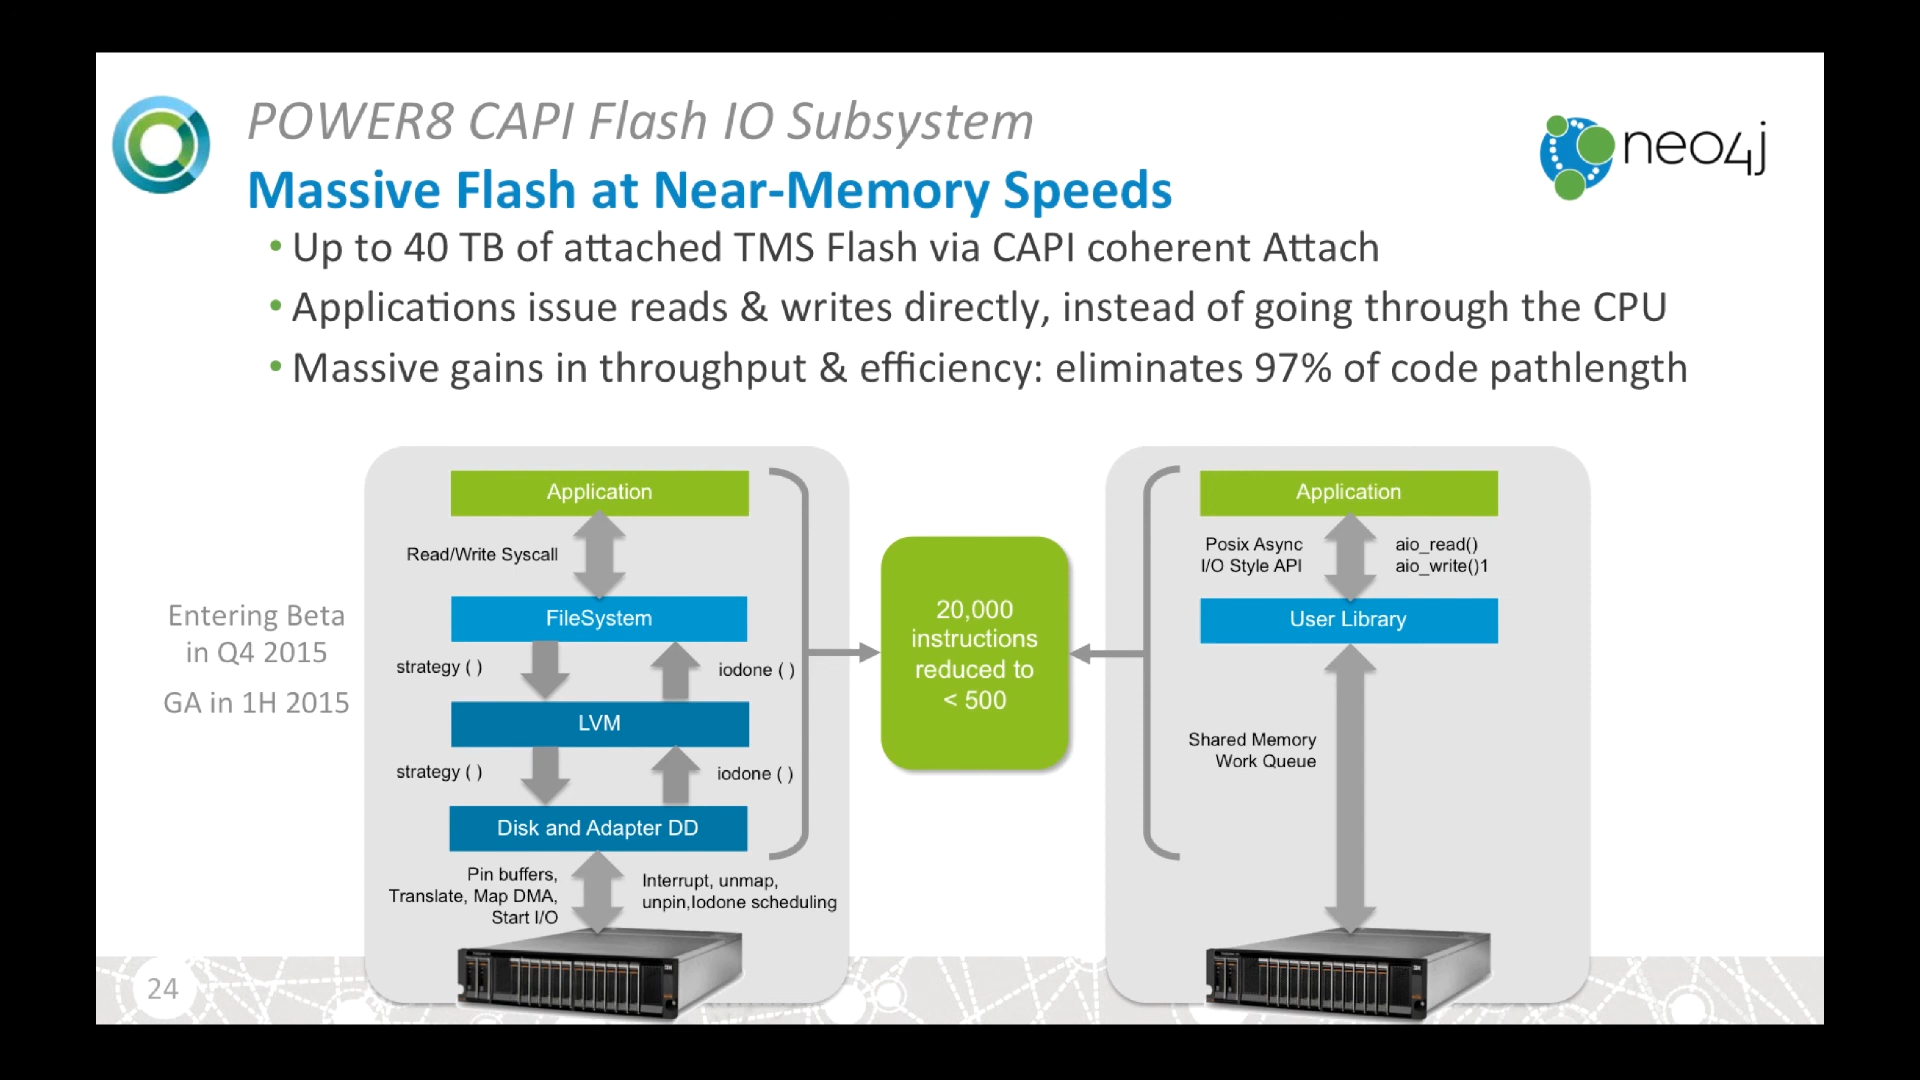 POWER8 CAPI Flash IO Subsystem
Massive Flash at Near-Memory Speeds
neo4j
• Up to 40 TB of attached TMS Flash via CAPI coherent Attach
• Applications issue reads & writes directly, instead of going through the CPU
• Massive gains in throughput & efficiency: eliminates 97% of code pathlength
Entering Beta
in Q4 2015
GA in 1H 2015
Application
Read/Write Syscall
FileSystem
strategy ( )
iodone ( )
LVM
strategy ( )
iodone ( )
Disk and Adapter DD
Pin buffers,
Translate, Map DMA,
Start I/O
Interrupt, unmap,
unpin,Iodone scheduling
20,000
instructions
reduced to
< 500
Application
Posix Async
I/O Style API
aio_read()
aio_write()1
User Library
Shared Memory
Work Queue
24